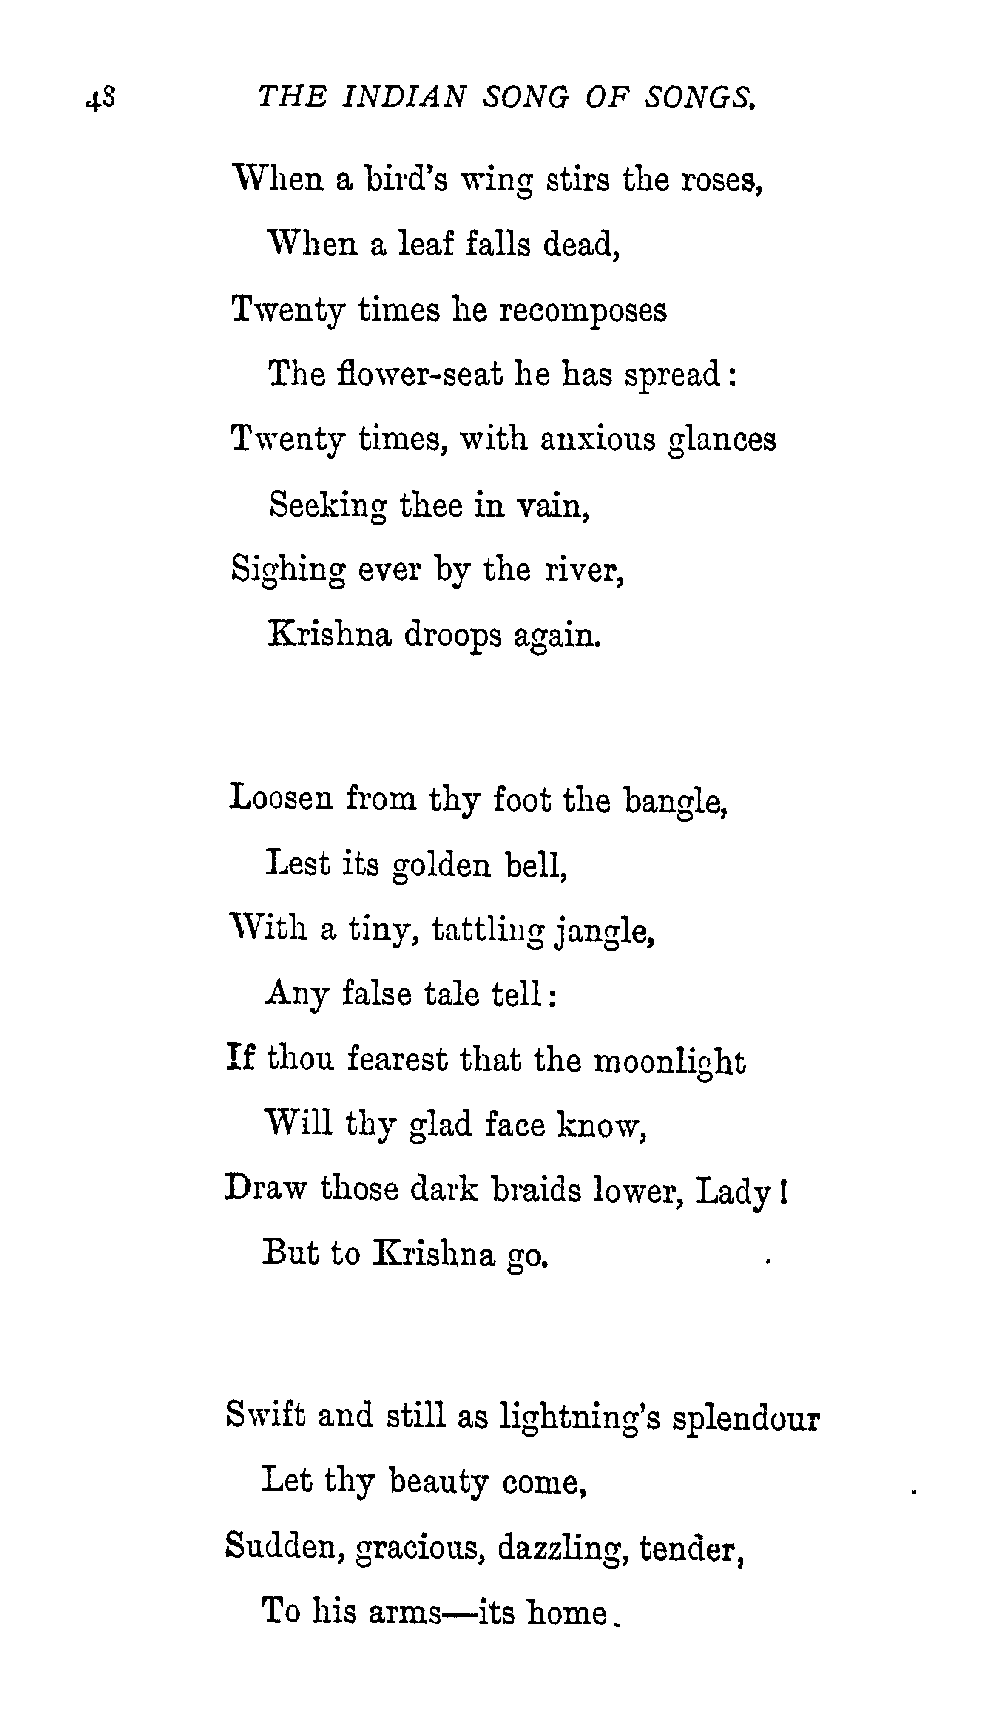 48 THE INDIAN SONG OF SONGS.
When a bird's wing stirs the roses,
When a leaf falls dead,
Twenty times he recomposes
The flower-seat he has spread:
Twenty times, with anxious glances
Seeking thee in vain,
Sighing ever by the river,
Krishna droops again.
Loosen from thy foot the bangle,
Lest its golden bell,
With a tiny, tattling jangle,
Any false tale tell:
If thou fearest that the moonlight
Will thy glad face know,
Draw those dark braids lower, Lady!
But to Krishna go.
Swift and still as lightning's splendour
Let thy beauty come,
Sudden, gracious, dazzling, tender,
To his arms—its home.